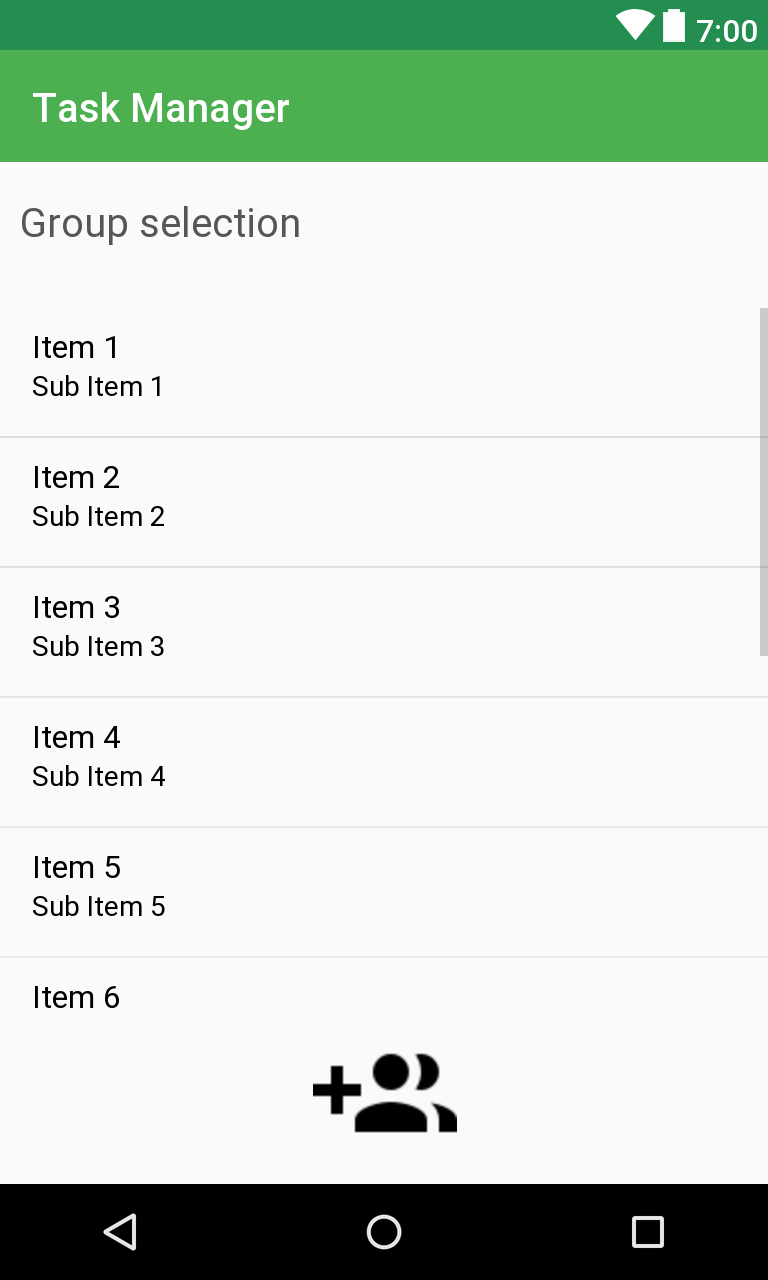 7:00
Task Manager
Group selection
Item 1
Sub Item 1
Item 2
Sub Item 2
Item 3
Sub Item 3
Item 4
Sub Item 4
Item 5
Sub Item 5
Item 6